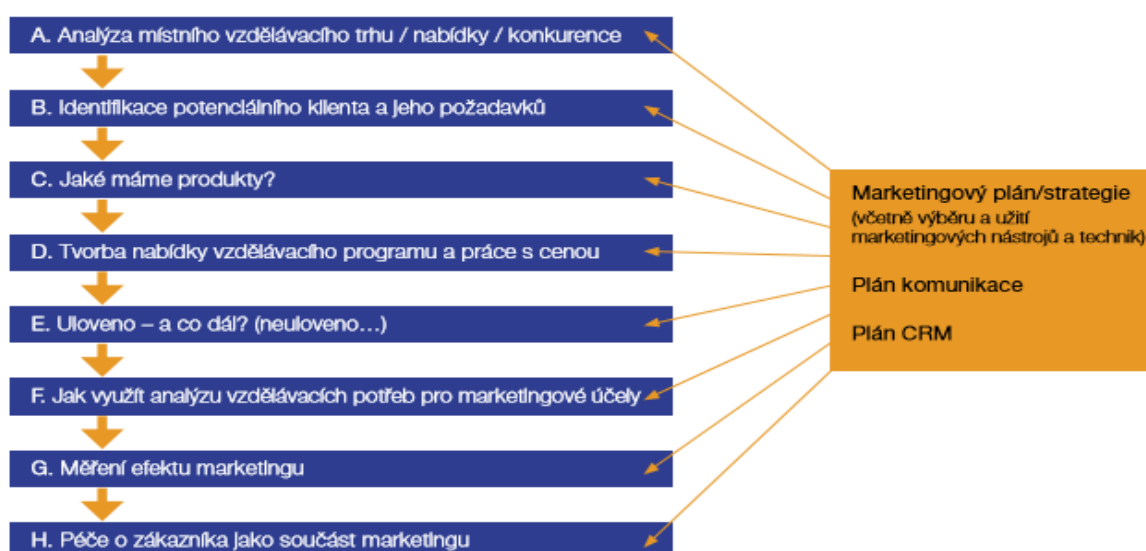 A. Analýza místního vzdělávacího trhu / nabídky / konkurence
B. Identifikace potenciálního klienta a jeho požadavků
C. Jaké máme produkty?
D. Tvorba nabídky vzdělávacího programu a práce s cenou
E. Uloveno – a co dál? (neuloveno…)
F. Jak využít analýzu vzdělávacích potřeb pro marketingové účely
G. Měření efektu marketingu
H. Péče o zákazníka jako součást marketingu
Marketingový plán/strategie
(včetně výběru a užití
marketingových nástrojů a technik)
Plán komunikace
Plán CRM